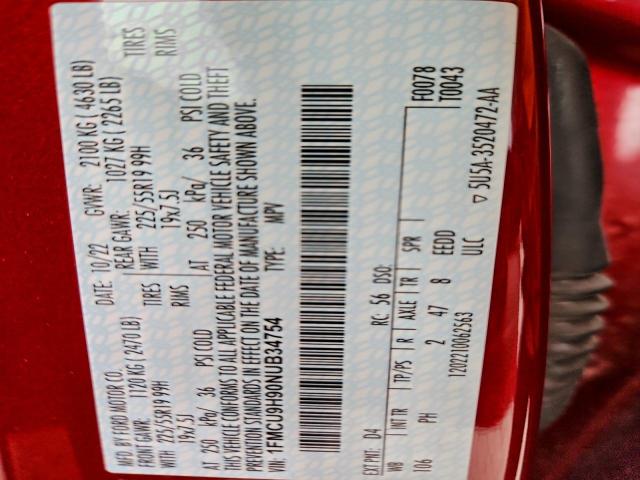 MFD. BY FORD MOTOR CO. DATE: 10/22 GVWR: 2100 KG ( 4630 LB)
FRONT GAWR: 1120 KG ( 2470 LB) REAR GAWR: 1027 KG ( 2265 LB)
WITH 225/55R19 99H TIRES WITH 225/55R19 99H TIRES
19x7.5J RIMS 19x7.5J RIMS
AT 250 kPa/ 36 PSI COLD AT 250 kPa/ 36 PSI COLD
THIS VEHICLE CONFORMS TO ALL APPLICABLE FEDERAL MOTOR VEHICLE SAFETY AND THEFT
PREVENTION STANDARDS IN EFFECT ON THE DATE OF MANUFACTURE SHOWN ABOVE.
VIN: 1FMCU9H90NUB34754 TYPE: MPV
F0078
T0043
EXT PNT: D4 RC: 56 DSO:
WB INTR TP/PS R AXLE TR SPR
106 PH 2 47 8 EEDD
ULC
120221062563 ▽ 5U5A-3520472-AA